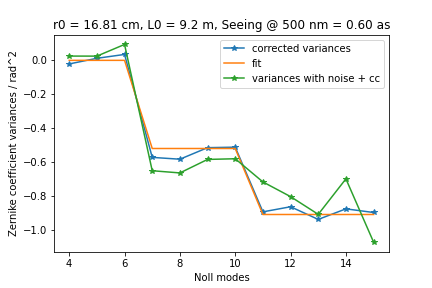 r0 = 16.81 cm, L0 = 9.2 m, Seeing @ 500 nm = 0.60 as
corrected variances
fit
variances with noise + cc
Zernike coefficient variances / rad^2
0.0
−0.2
−0.4
−0.6
−0.8
−1.0
4
6
8
10
12
14
Noll modes